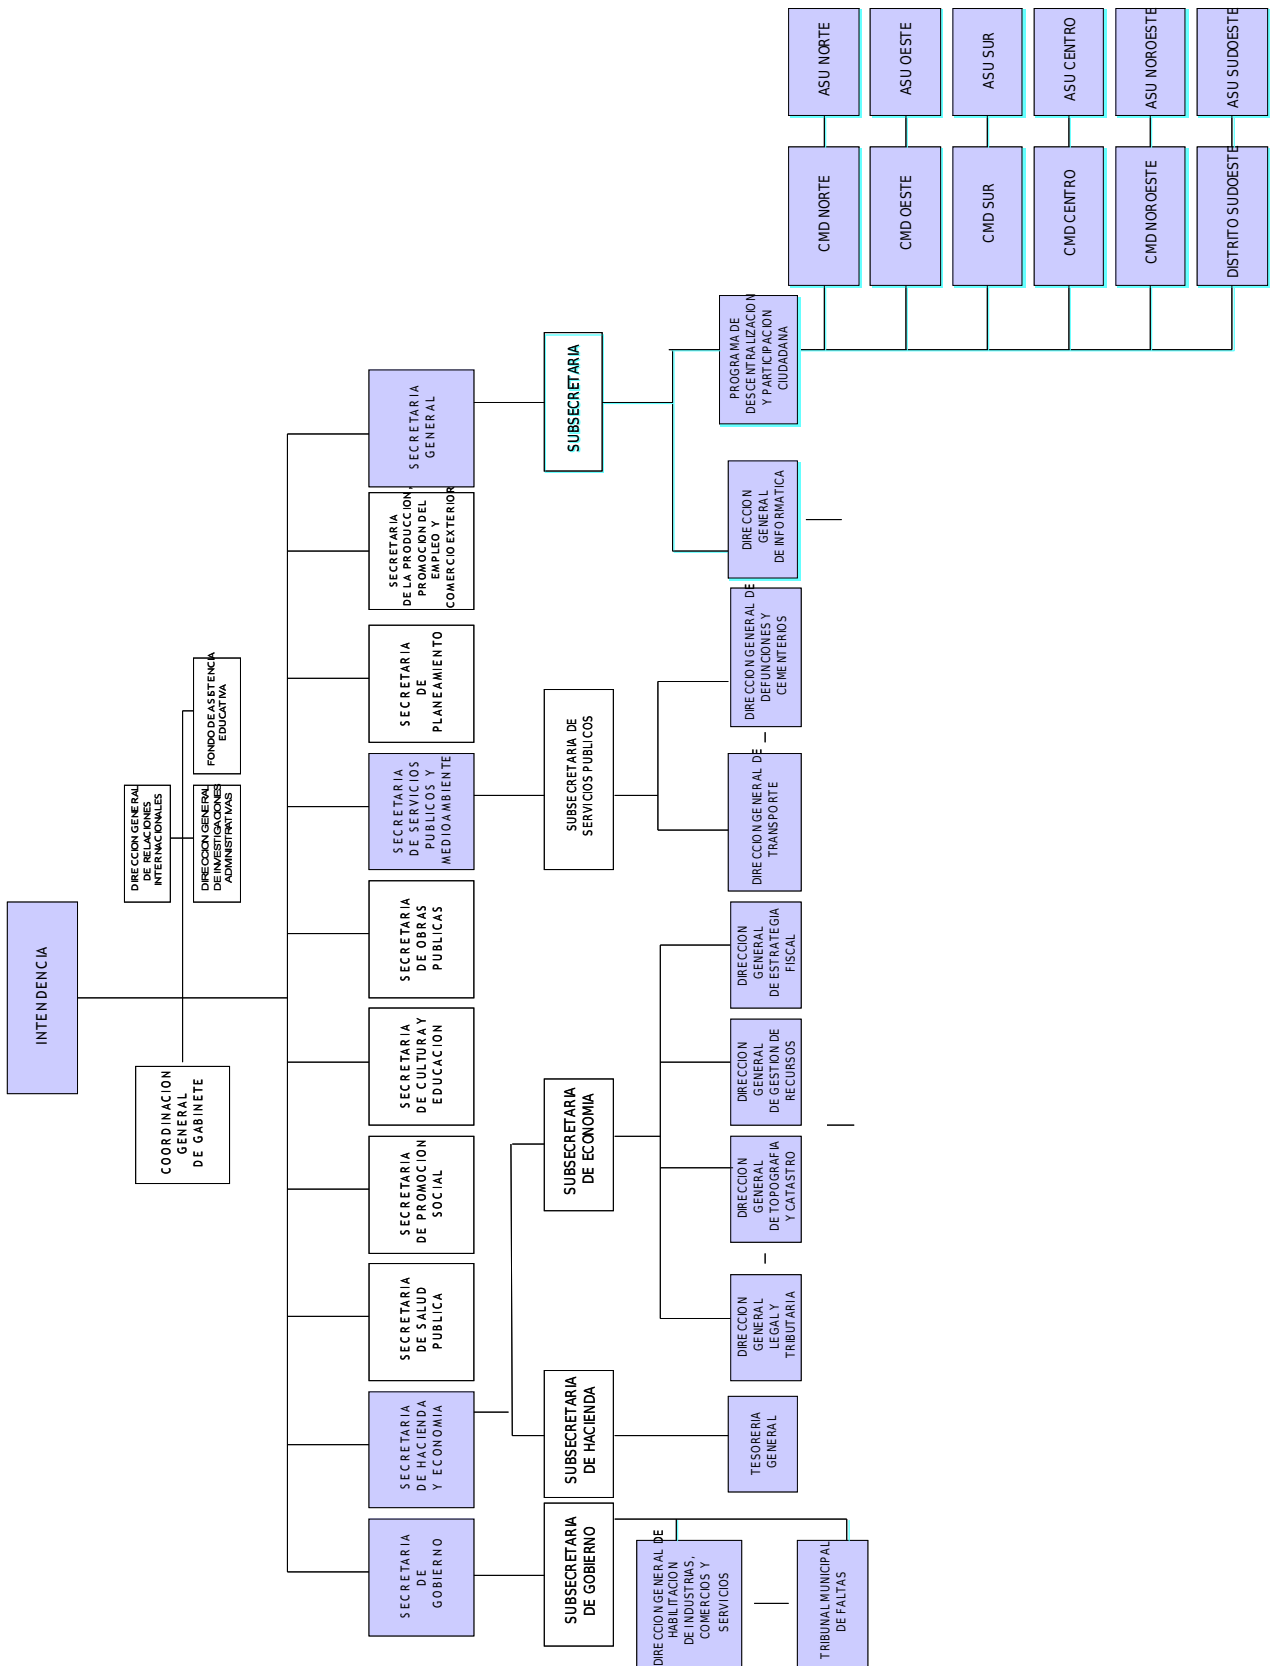 INTENDENCIA
COORDINACION
GENERAL
DE GABINETE
DIRECCION GENERAL
DE RELACIONES
INTERNACIONALES
DIRECCION GENERAL
DE INVESTIGACIONES
ADMINISTRATIVAS
FONDO DE ASISTENCIA
EDUCATIVA
SECRETARIA
DE
GOBIERNO
SECRETARIA
DE HACIENDA
Y ECONOMIA
SECRETARIA
DE SALUD
PUBLICA
SECRETARIA
DE PROMOCION
SOCIAL
SECRETARIA
DE CULTURA Y
EDUCACION
SECRETARIA
DE OBRAS
PUBLICAS
SECRETARIA
DE SERVICIOS
PUBLICOS Y
MEDIOAMBIENTE
SECRETARIA
DE
PLANEAMIENTO
SECRETARIA
DE LA PRODUCCION,
PROMOCION DEL
EMPLEO Y
COMERCIO EXTERIOR
SECRETARIA
GENERAL
SUBSECRETARIA
DE GOBIERNO
SUBSECRETARIA
DE HACIENDA
SUBSECRETARIA
DE ECONOMIA
SUBSECRETARIA DE
SERVICIOS PUBLICOS
SUBSECRETARIA
DIRECCION GENERAL DE
HABILITACION
DE INDUSTRIAS,
COMERCIOS Y
SERVICIOS
TRIBUNAL MUNICIPAL
DE FALTAS
TESORERIA
GENERAL
DIRECCION
GENERAL
LEGAL Y
TRIBUTARIA
DIRECCION
GENERAL
DE TOPOGRAFIA
Y CATASTRO
DIRECCION
GENERAL
DE GESTION DE
RECURSOS
DIRECCION
GENERAL
DE ESTRATEGIA
FISCAL
DIRECCION GENERAL DE
TRANSPORTE
DIRECCION GENERAL DE
DEFUNCIONES Y
CEMENTERIOS
DIRECCION
GENERAL
DE INFORMATICA
PROGRAMA DE
DESCENTRALIZACION
Y PARTICIPACION
CIUDADANA
CMD NORTE
CMD OESTE
CMD SUR
CMD CENTRO
CMD NOROESTE
DISTRITO SUDOESTE
ASU NORTE
ASU OESTE
ASU SUR
ASU CENTRO
ASU NOROESTE
ASU SUDOESTE